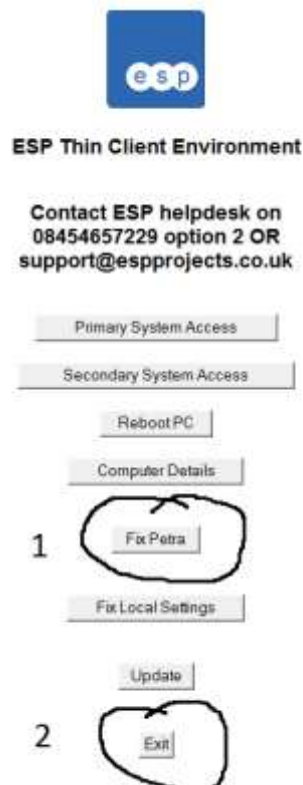 esp
ESP Thin Client Environment
Contact ESP helpdesk on
08454657229 option 2 OR
support@espprojects.co.uk
Primary System Access
Secondary System Access
Reboot PC
Computer Details
1 Fix Petra
Fix Local Settings
Update
2 Exit